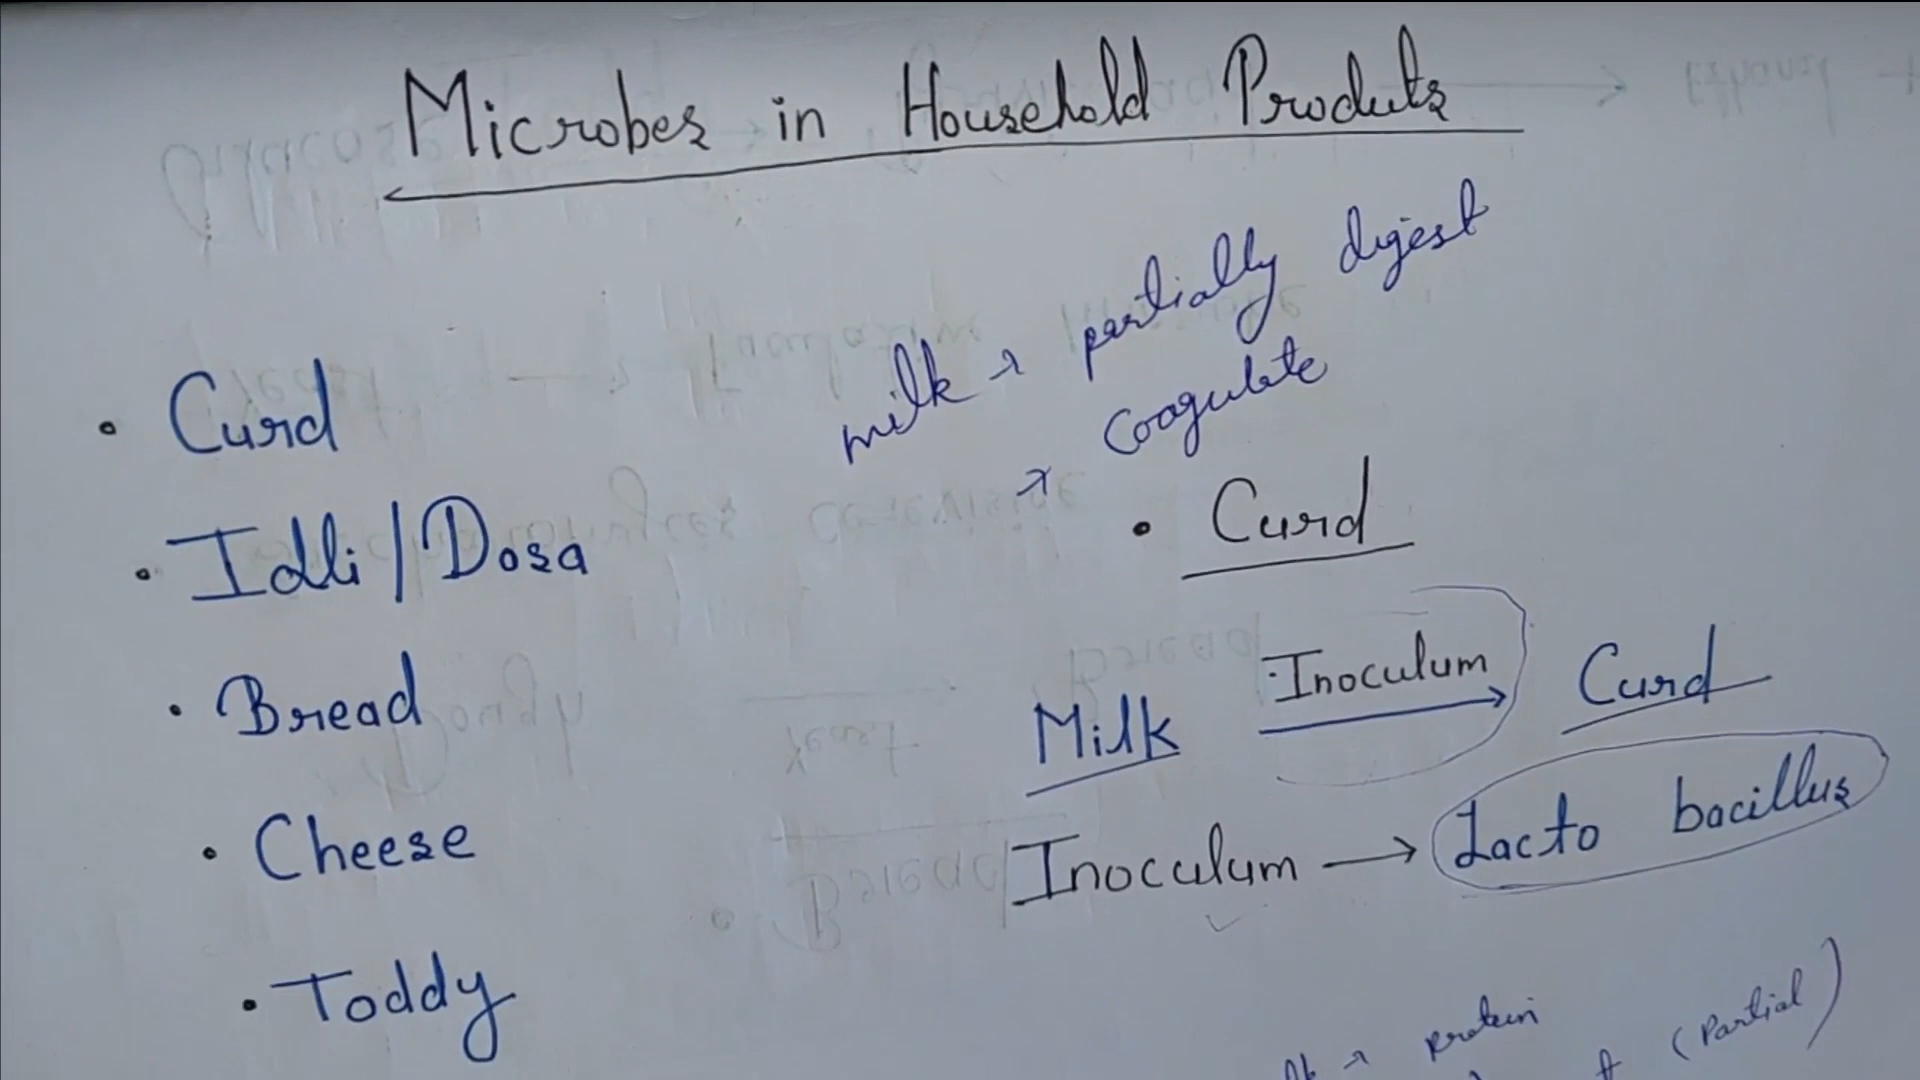 Microbes in Household Produts
milk → partially digest
→ coagulate
• Curd
• Idli/Dosa
• Bread
• Cheese
• Toddy
• Curd
Milk Inoculum → Curd
Inoculum → Lacto bacillus
→ protein
(Partial)